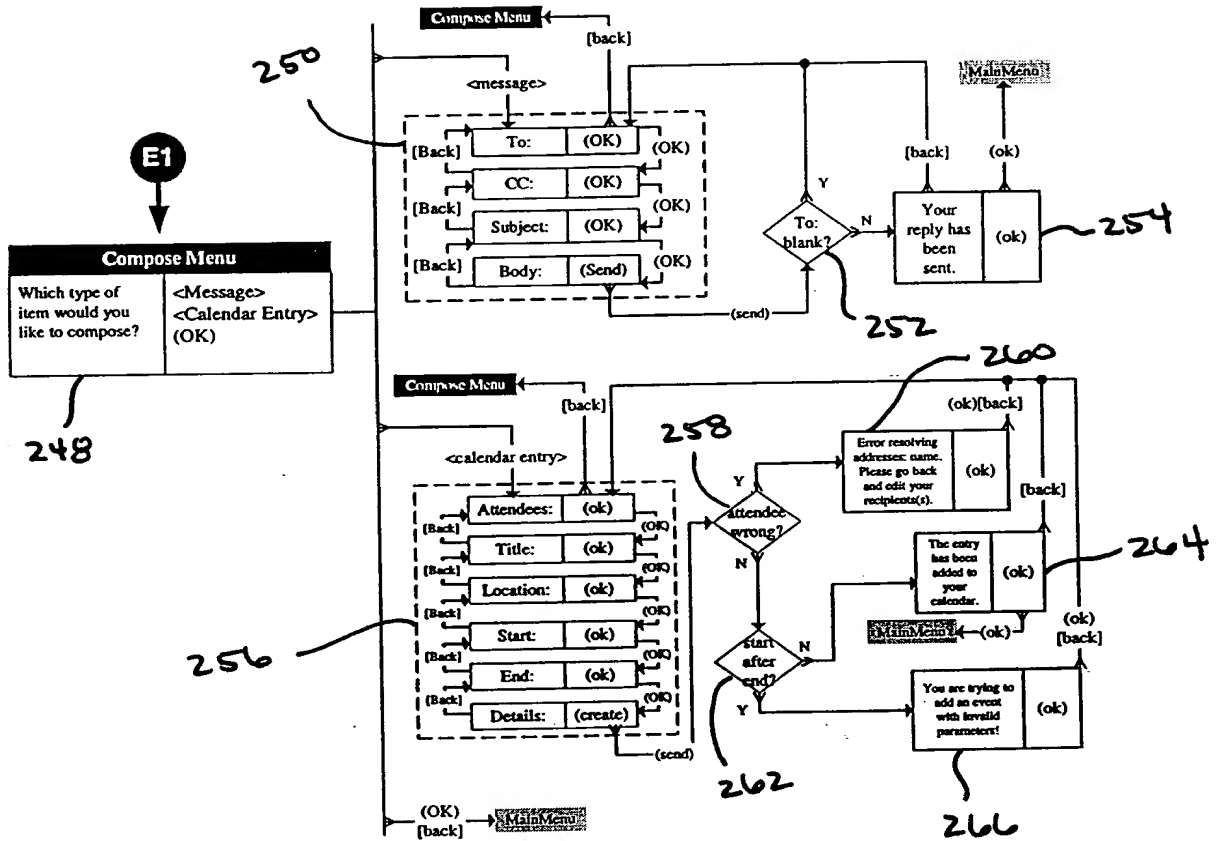 Compose Menu
[back]
250
<message>
MainMenu
E1
[Back]
To:
(OK)
(OK)
[back]
(ok)
CC:
(OK)
Y
[Back]
(OK)
To:
blank?
N
Your
reply has
been
sent.
(ok)
254
Subject:
(OK)
[Back]
(OK)
Body:
(Send)
(send)
252
Compose Menu
Which type of
item would you
like to compose?
<Message>
<Calendar Entry>
(OK)
248
260
Compose Menu
[back]
(ok)[back]
258
<calendar entry>
Error resolving
addresses: name.
Please go back
and edit your
recipients(s).
(ok)
Y
[back]
Attendees:
(ok)
[Back]
(OK)
attendee
wrong?
Title:
(ok)
N
The entry
has been
added to
your
calendar.
(ok)
264
[Back]
(OK)
Location:
(ok)
[Back]
(OK)
(ok)
[back]
MainMenu
(ok)
Start:
(ok)
start
after
end?
N
256
[Back]
(OK)
End:
(ok)
Y
You are trying to
add an event
with invalid
parameters!
(ok)
[Back]
(OK)
Details:
(create)
(send)
262
266
(OK)
[back]
MainMenu